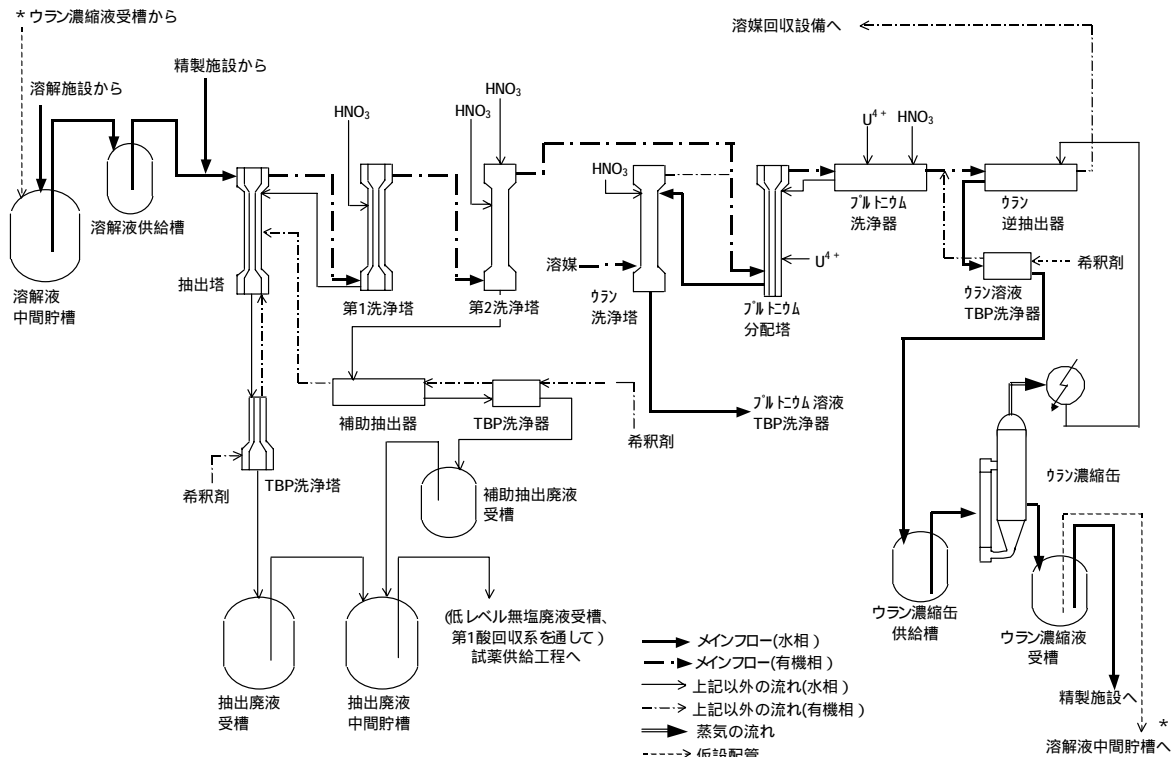 *ウラン濃縮液受槽から
溶解施設から
精製施設から
HNO3
HNO3
HNO3
溶媒回収設備へ
U4+
HNO3
HNO3
溶解液供給槽
溶解液
中間貯槽
抽出塔
第1洗浄塔
第2洗浄塔
溶媒
ウラン
洗浄塔
プルトニウム
分配塔
U4+
プルトニウム
洗浄器
ウラン
逆抽出器
希釈剤
ウラン溶液
TBP洗浄器
補助抽出器
TBP洗浄器
希釈剤
プルトニウム溶液
TBP洗浄器
希釈剤
TBP洗浄塔
補助抽出廃液
受槽
ウラン濃縮缶
ウラン濃縮缶
供給槽
ウラン濃縮液
受槽
抽出廃液
受槽
抽出廃液
中間貯槽
(低レベル無塩廃液受槽、
第1酸回収系を通して)
試薬供給工程へ
メインフロー(水相)
メインフロー(有機相)
上記以外の流れ(水相)
上記以外の流れ(有機相)
蒸気の流れ
仮設配管
精製施設へ
*
溶解液中間貯槽へ